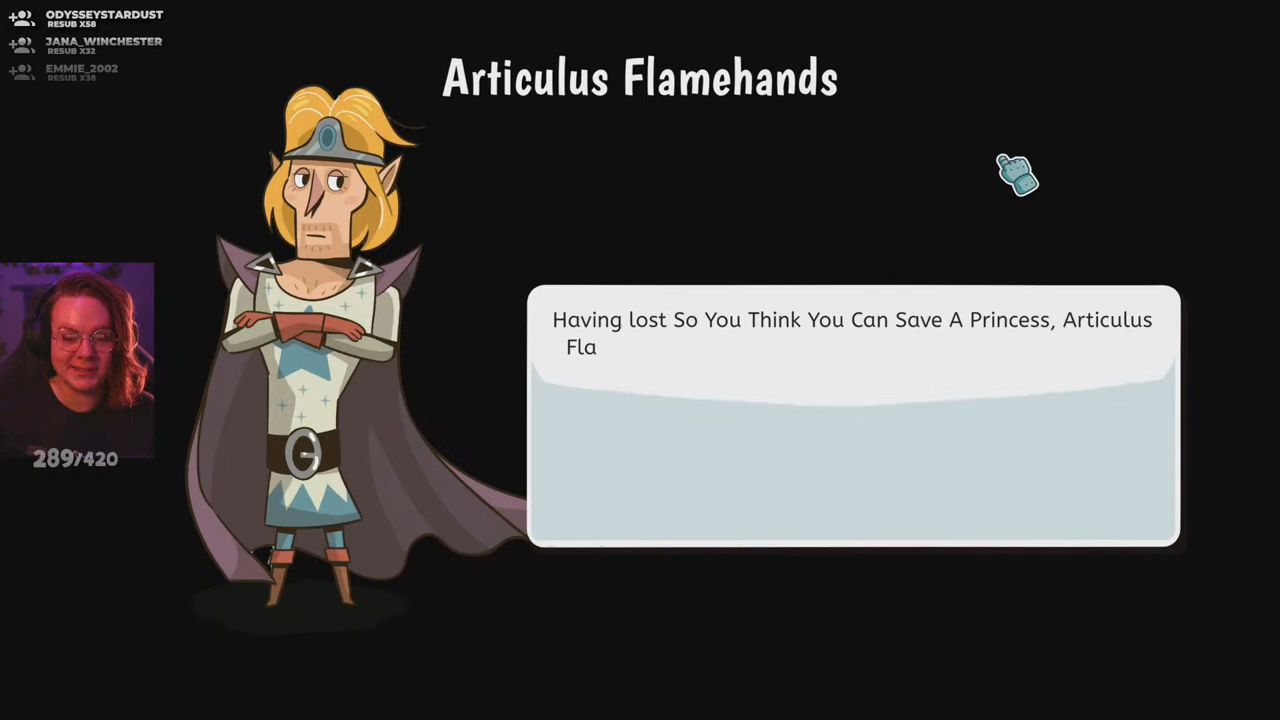 ODYSSEYSTARDUST
RESUB X58
JANA_WINCHESTER
RESUB X32
EMMIE_2002
RESUB X38
Articulus Flamehands
Having lost So You Think You Can Save A Princess, Articulus
Fla
289/420